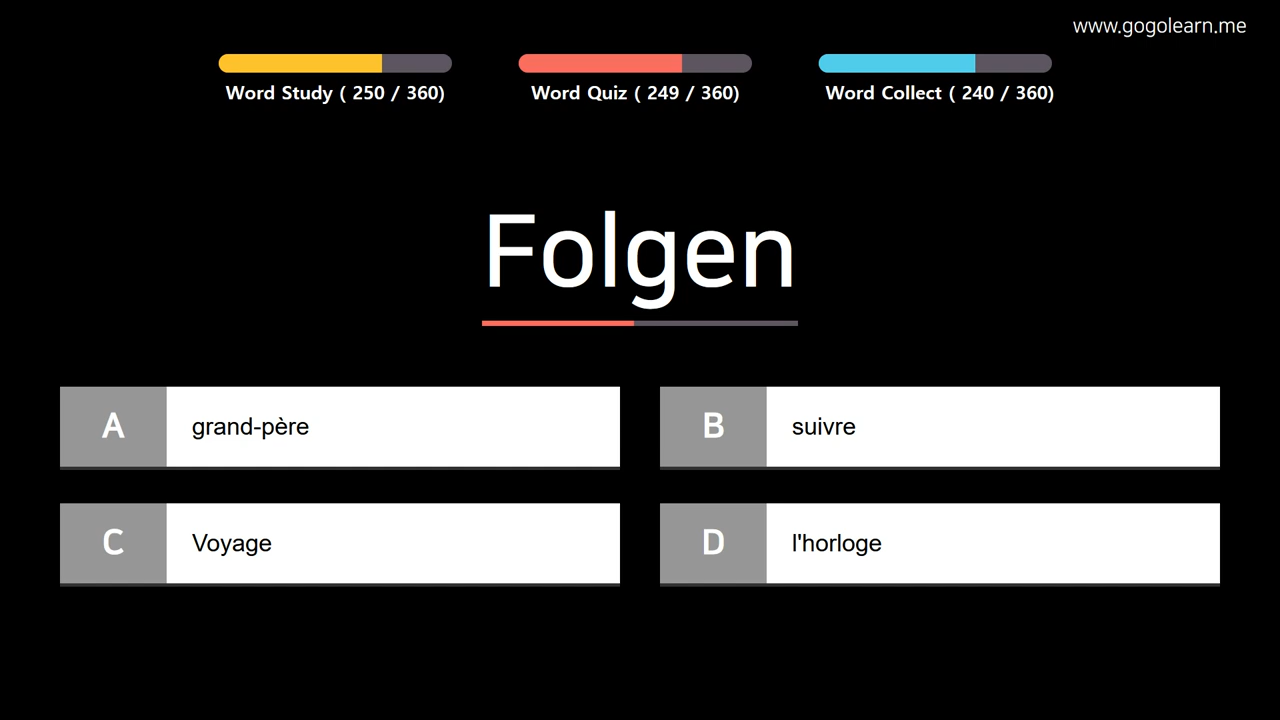 www.gogolearn.me
Word Study ( 250 / 360)
Word Quiz ( 249 / 360)
Word Collect ( 240 / 360)
Folgen
A grand-père
B suivre
C Voyage
D l'horloge